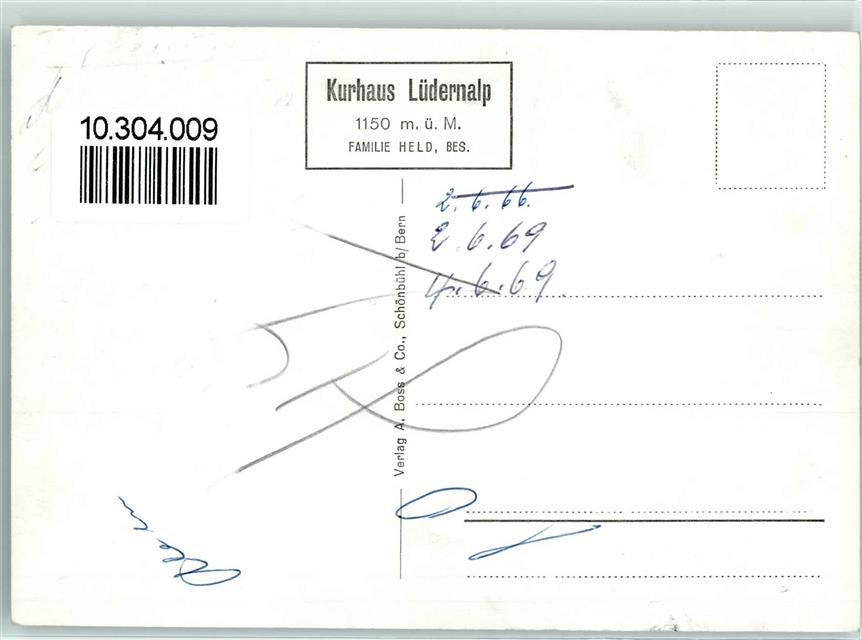 10.304.009
Kurhaus Lüdernalp
1150 m. ü. M.
FAMILIE HELD, BES.
2.6.66.
2.6.69
4.6.69.
Verlag A. Boss & Co., Schönbühl b/Bern